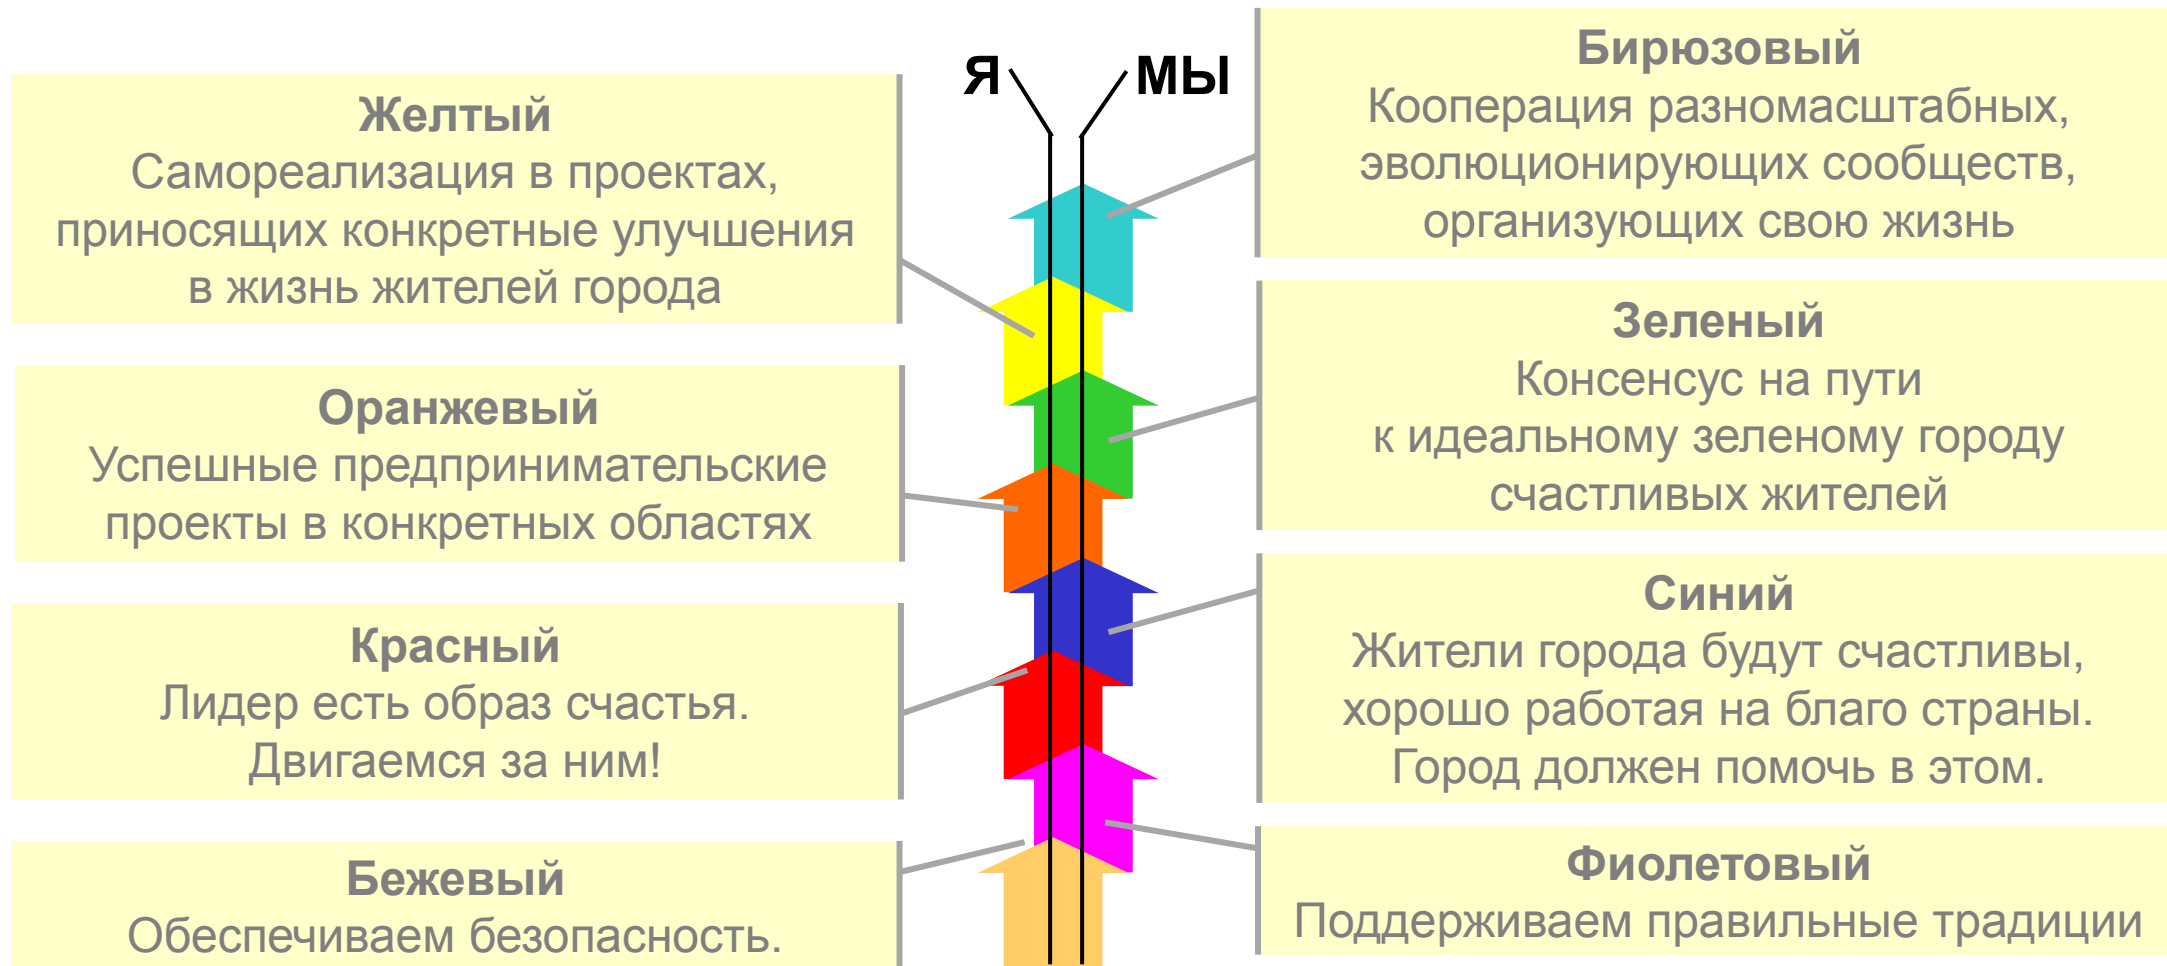 Я
МЫ
Желтый
Самореализация в проектах,
приносящих конкретные улучшения
в жизнь жителей города
Оранжевый
Успешные предпринимательские
проекты в конкретных областях
Красный
Лидер есть образ счастья.
Двигаемся за ним!
Бежевый
Обеспечиваем безопасность.
Бирюзовый
Кооперация разномасштабных,
эволюционирующих сообществ,
организующих свою жизнь
Зеленый
Консенсус на пути
к идеальному зеленому городу
счастливых жителей
Синий
Жители города будут счастливы,
хорошо работая на благо страны.
Город должен помочь в этом.
Фиолетовый
Поддерживаем правильные традиции